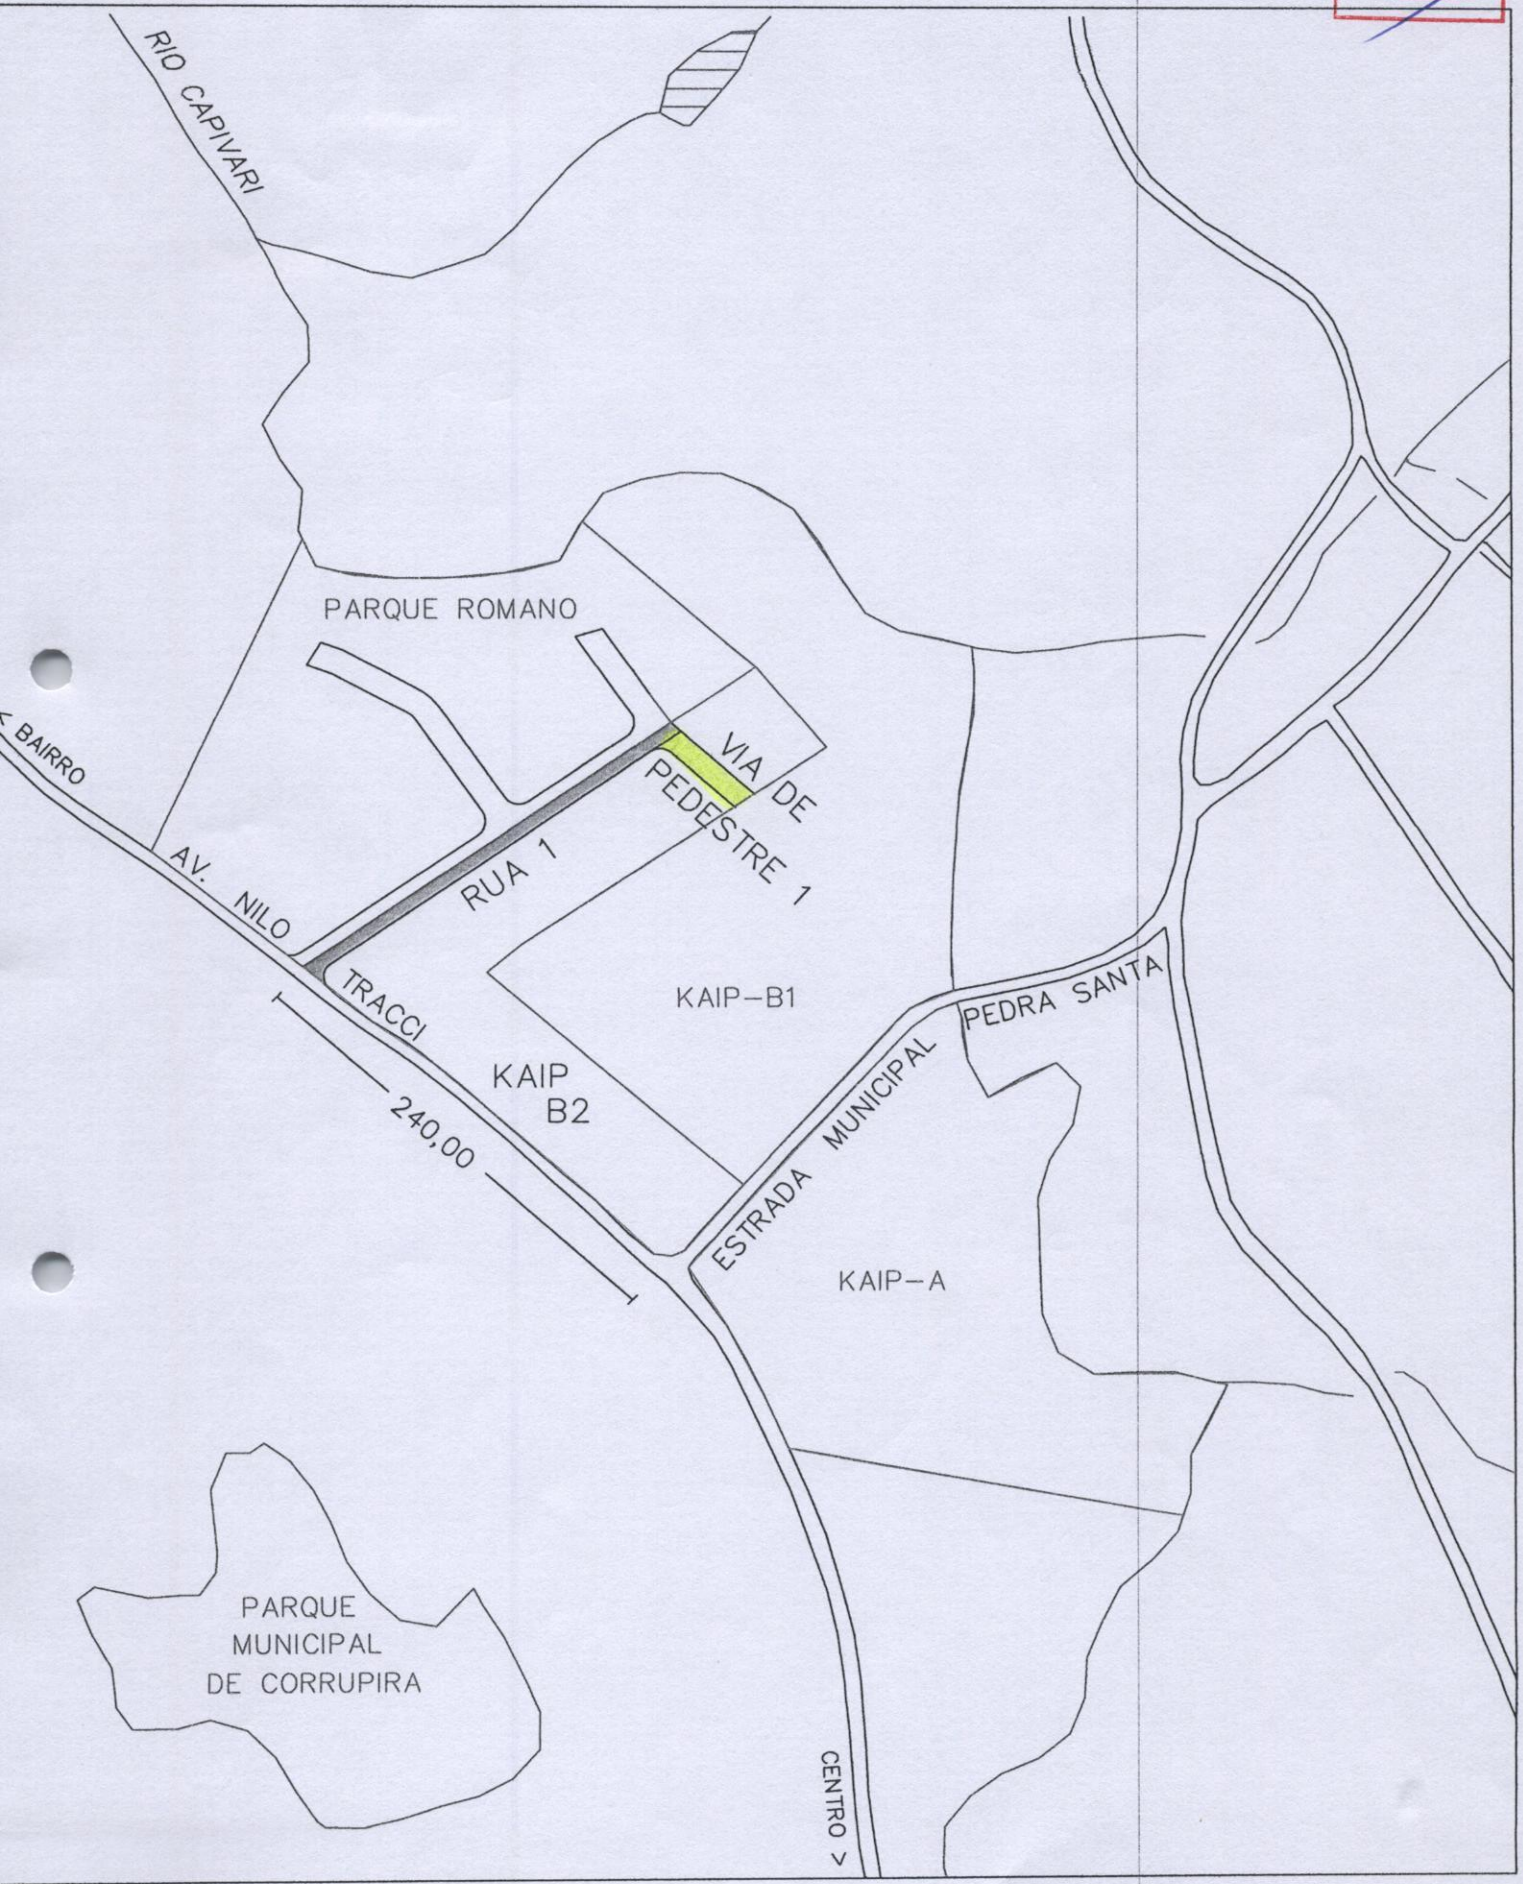 RIO CAPIVARI
PARQUE ROMANO
< BAIRRO
VIA DE
PEDESTRE 1
RUA 1
AV. NILO TRACCI
KAIP-B1
PEDRA SANTA
ESTRADA MUNICIPAL
KAIP
B2
240,00
KAIP-A
PARQUE
MUNICIPAL
DE CORRUPIRA
CENTRO >